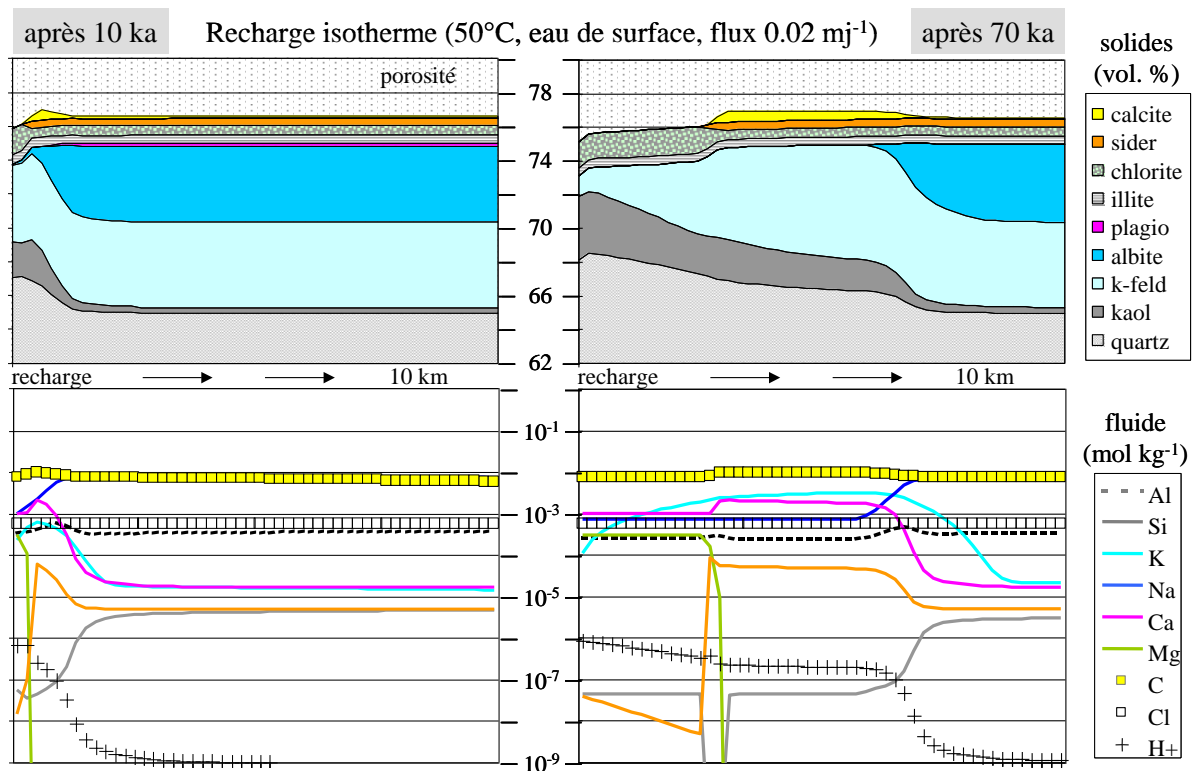 après 10 ka
Recharge isotherme (50°C, eau de surface, flux 0.02 mj⁻¹)
après 70 ka
porosité
78
76
74
70
68
66
64
62
solides
(vol. %)
calcite
sider
chlorite
illite
plagio
albite
k-feld
kaol
quartz
recharge
10 km
recharge
10 km
10⁻¹
10⁻³
10⁻⁵
10⁻⁷
10⁻⁹
fluide
(mol kg⁻¹)
Al
Si
K
Na
Ca
Mg
C
Cl
H+